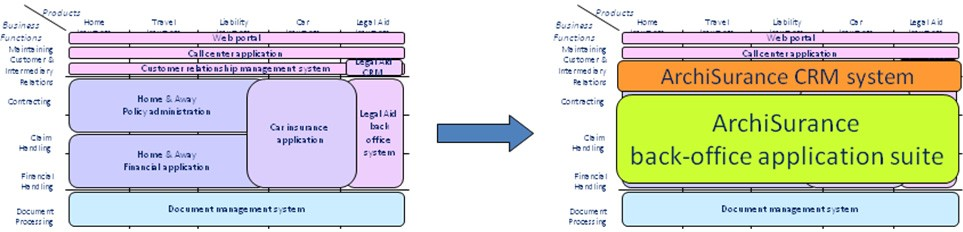 Products
Business
Functions
Home
Travel
Liability
Car
Legal Aid
Web portal
Maintaining
Customer &
Intermediary
Relations
Call center application
Customer relationship management system
Legal Aid
CRM
Contracting
Claim
Handling
Financial
Handling
Document
Processing
Home & Away
Policy administration
Home & Away
Financial application
Car insurance
application
Legal Aid
back
office
system
Document management system
Products
Business
Functions
Home
Travel
Liability
Car
Legal Aid
Web portal
Maintaining
Customer &
Intermediary
Relations
Call center application
ArchiSurance CRM system
Contracting
Claim
Handling
Financial
Handling
Document
Processing
ArchiSurance
back-office application suite
Document management system